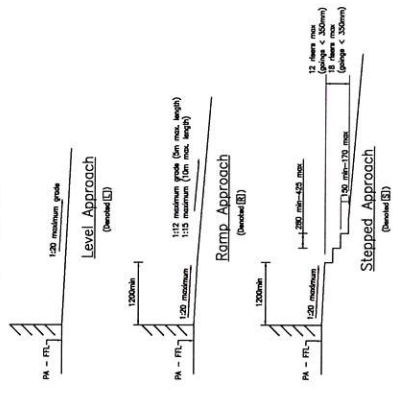 PA - FFL
1:20 maximum grade
Level Approach
(Denoted [L])
PA - FFL
1200min
1:20 maximum
1:12 maximum grade (5m max. length)
1:15 maximum (10m max. length)
Ramp Approach
(Denoted [R])
PA - FFL
1200min
1:20 maximum
280 min-425 max
150 min-170 max
12 risers max
(goings < 350mm)
18 risers max
(goings < 350mm)
Stepped Approach
(Denoted [S])